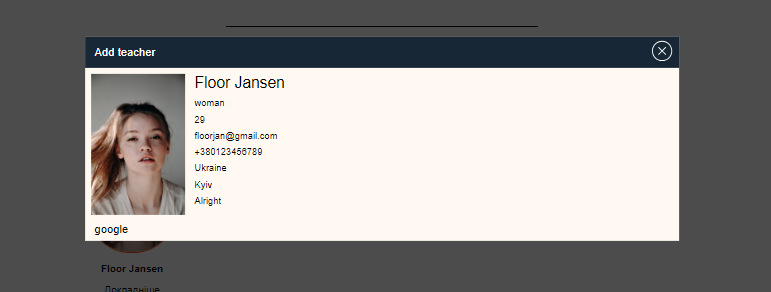 Add teacher
Floor Jansen
woman
29
floorjan@gmail.com
+380123456789
Ukraine
Kyiv
Alright
google
Floor Jansen
Докладніше